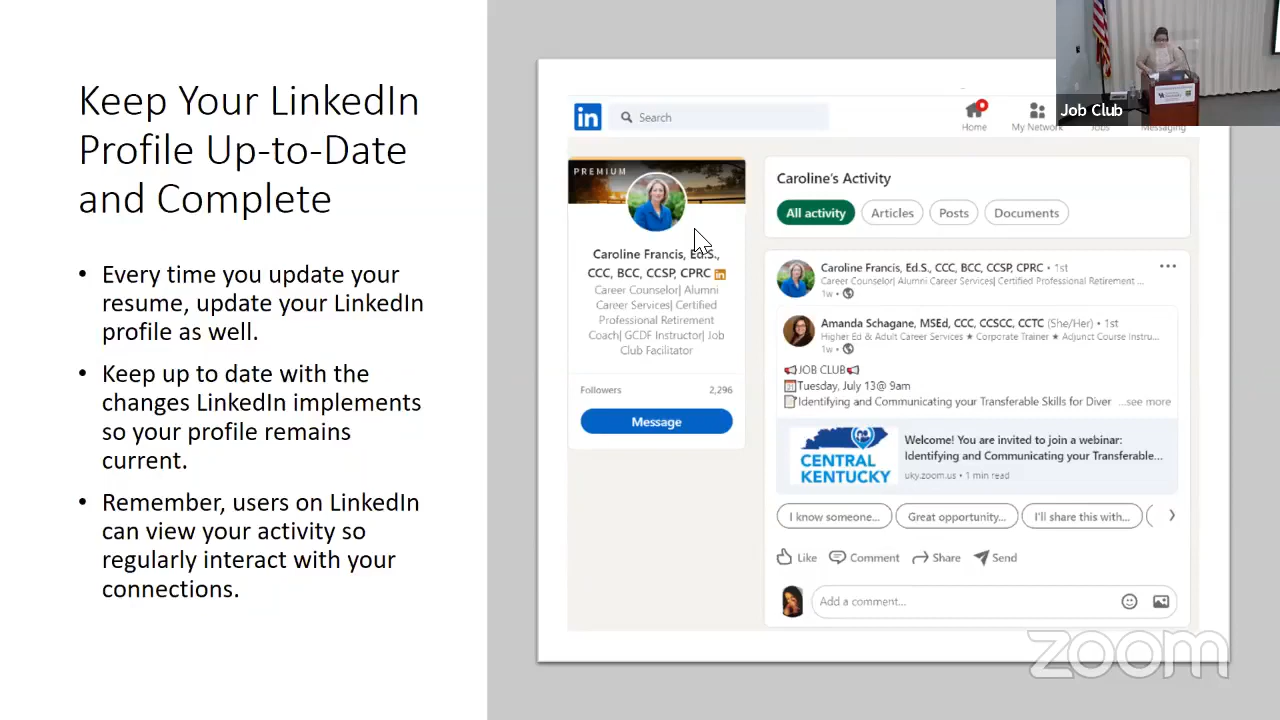 Keep Your LinkedIn
Profile Up-to-Date
and Complete
• Every time you update your
resume, update your LinkedIn
profile as well.
• Keep up to date with the
changes LinkedIn implements
so your profile remains
current.
• Remember, users on LinkedIn
can view your activity so
regularly interact with your
connections.
in
Search
Home
My Network
Jobs
Messaging
Job Club
PREMIUM
Caroline Francis, Ed.S.,
CCC, BCC, CCSP, CPRC in
Career Counselor| Alumni
Career Services| Certified
Professional Retirement
Coach| GCDF Instructor| Job
Club Facilitator
Followers 2,296
Message
Caroline's Activity
All activity
Articles
Posts
Documents
Caroline Francis, Ed.S., CCC, BCC, CCSP, CPRC • 1st
Career Counselor| Alumni Career Services| Certified Professional Retirement ...
1w •
Amanda Schagane, MSEd, CCC, CCSCC, CCTC (She/Her) • 1st
Higher Ed & Adult Career Services ★ Corporate Trainer ★ Adjunct Course Instru...
1w •
📢JOB CLUB📢
📅Tuesday, July 13@ 9am
📝Identifying and Communicating your Transferable Skills for Diver ...see more
CENTRAL
KENTUCKY
Welcome! You are invited to join a webinar:
Identifying and Communicating your Transferable...
uky.zoom.us • 1 min read
I know someone...
Great opportunity...
I'll share this with...
Like
Comment
Share
Send
Add a comment...
zoom